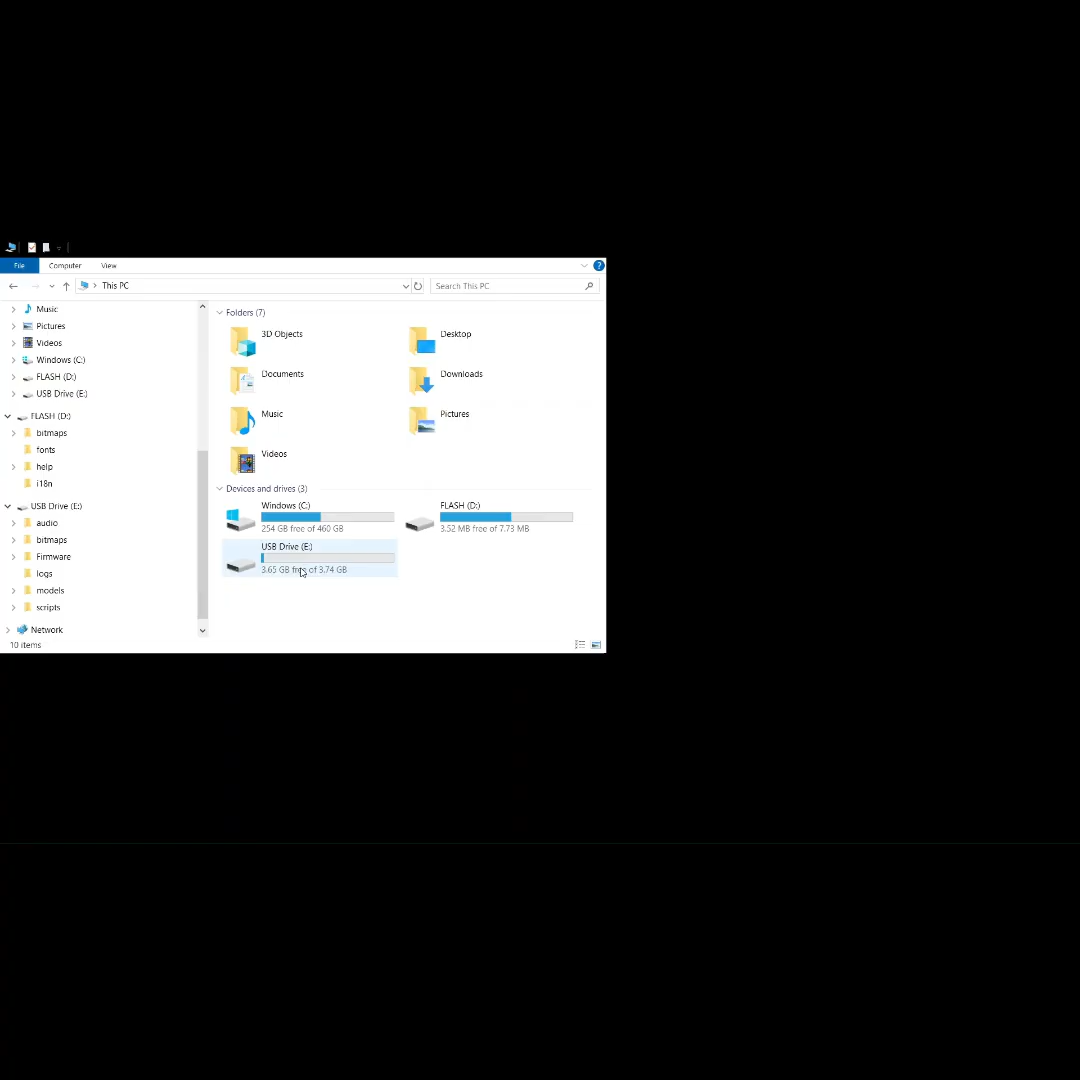 File Computer View
This PC
Search This PC
Music
Pictures
Videos
Windows (C:)
FLASH (D:)
USB Drive (E:)
FLASH (D:)
bitmaps
fonts
help
i18n
USB Drive (E:)
audio
bitmaps
Firmware
logs
models
scripts
Network
Folders (7)
3D Objects
Desktop
Documents
Downloads
Music
Pictures
Videos
Devices and drives (3)
Windows (C:)
254 GB free of 460 GB
FLASH (D:)
3.52 MB free of 7.73 MB
USB Drive (E:)
3.65 GB free of 3.74 GB
10 items